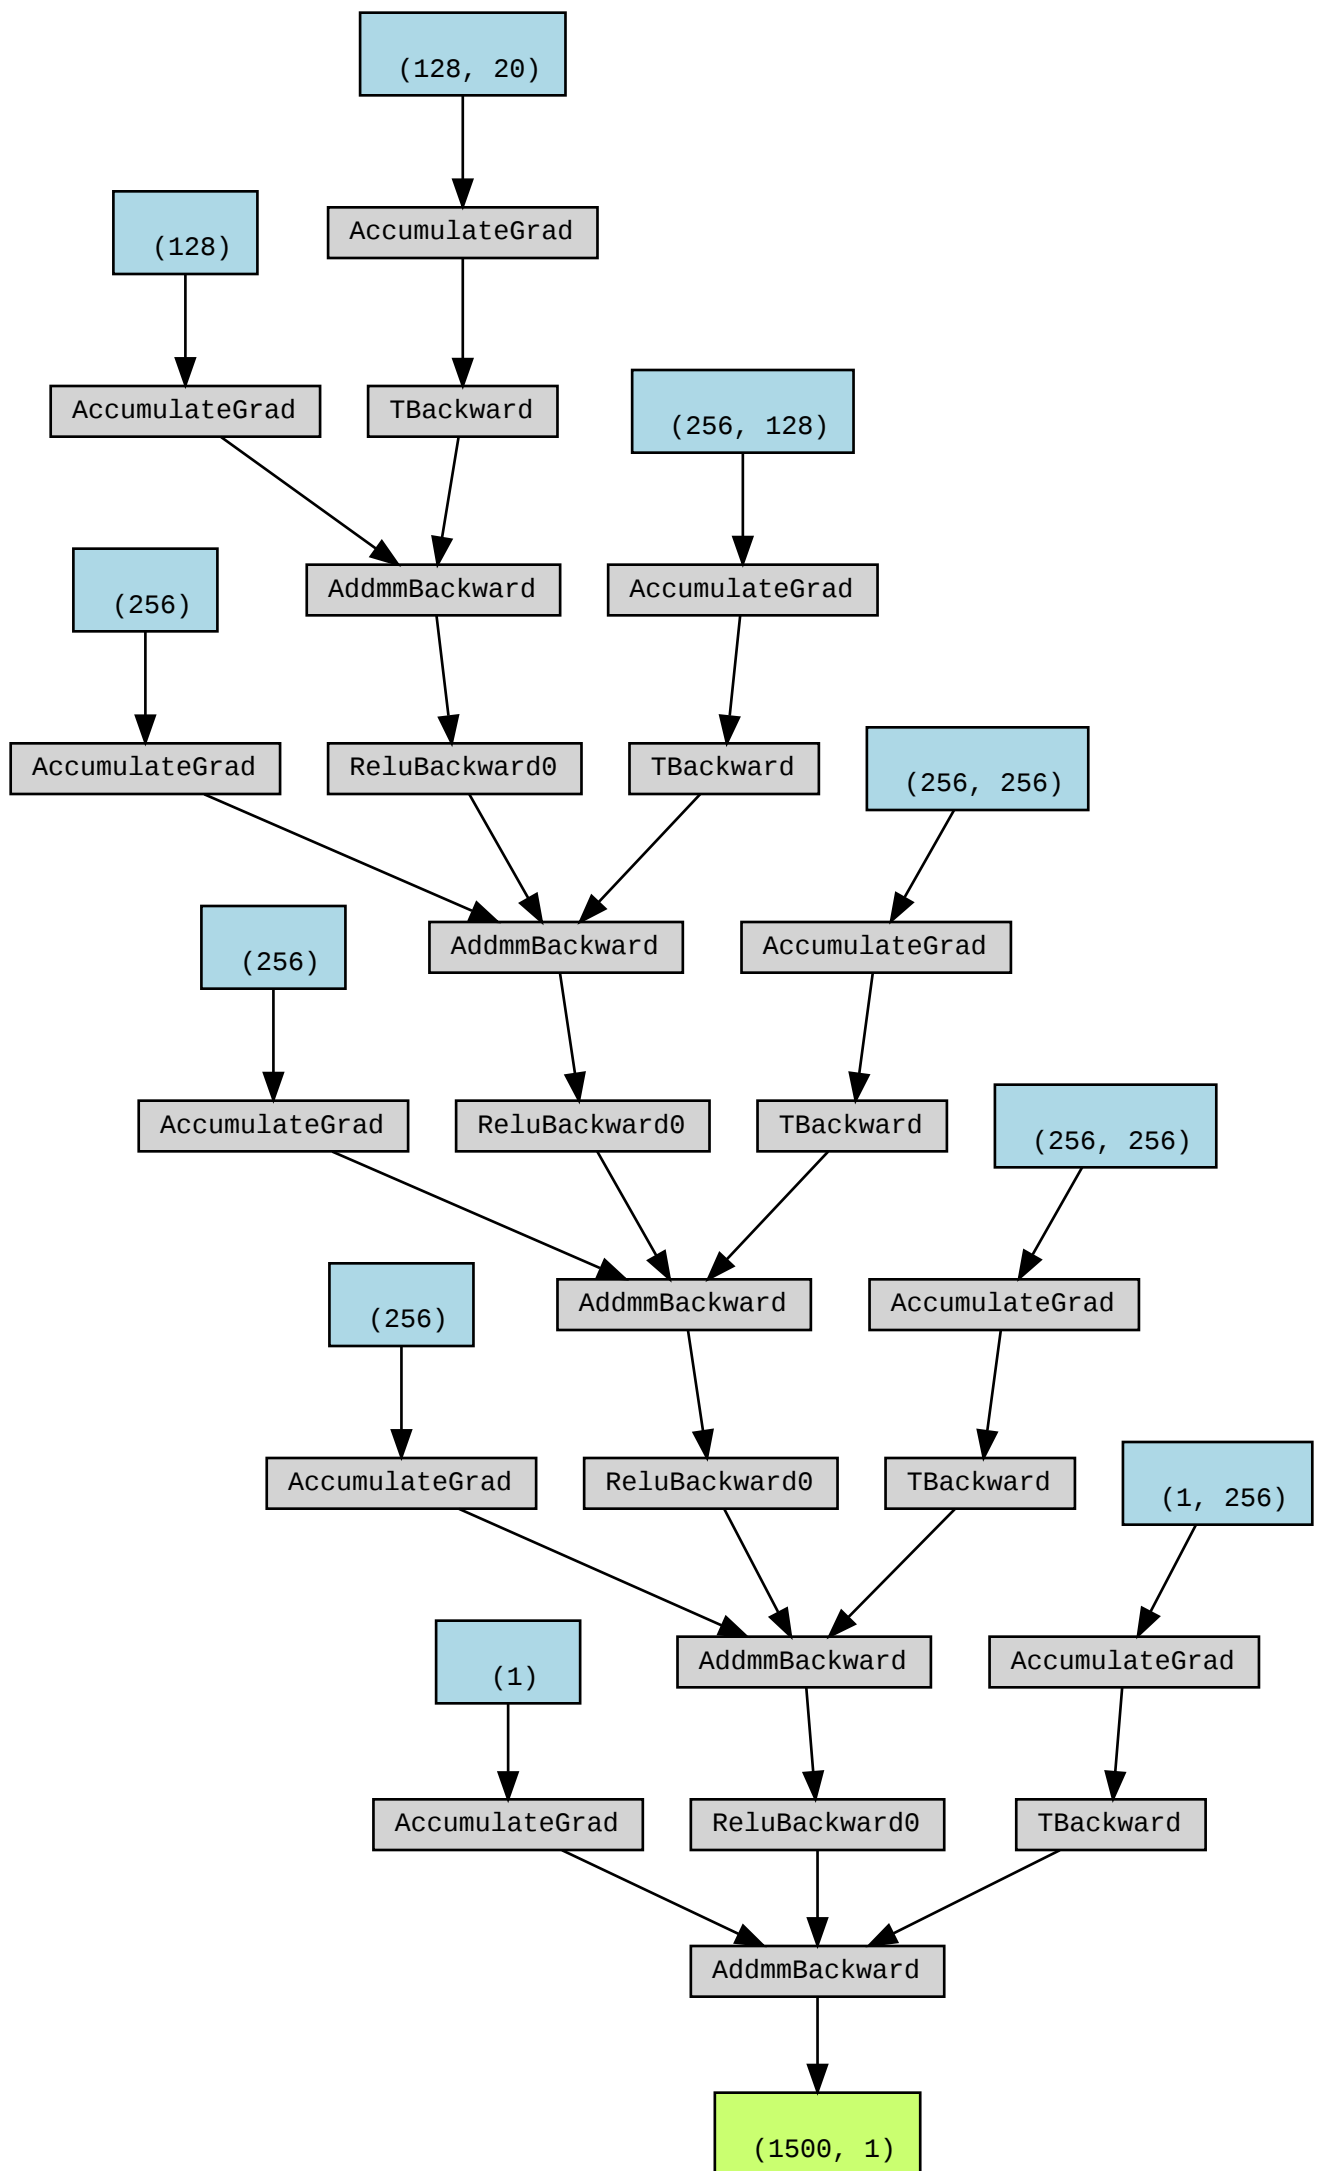 (128, 20)
(128)
AccumulateGrad
AccumulateGrad
TBackward
(256, 128)
(256)
AddmmBackward
AccumulateGrad
AccumulateGrad
ReluBackward0
TBackward
(256, 256)
(256)
AddmmBackward
AccumulateGrad
AccumulateGrad
ReluBackward0
TBackward
(256, 256)
(256)
AddmmBackward
AccumulateGrad
AccumulateGrad
ReluBackward0
TBackward
(1, 256)
(1)
AddmmBackward
AccumulateGrad
AccumulateGrad
ReluBackward0
TBackward
AddmmBackward
(1500, 1)